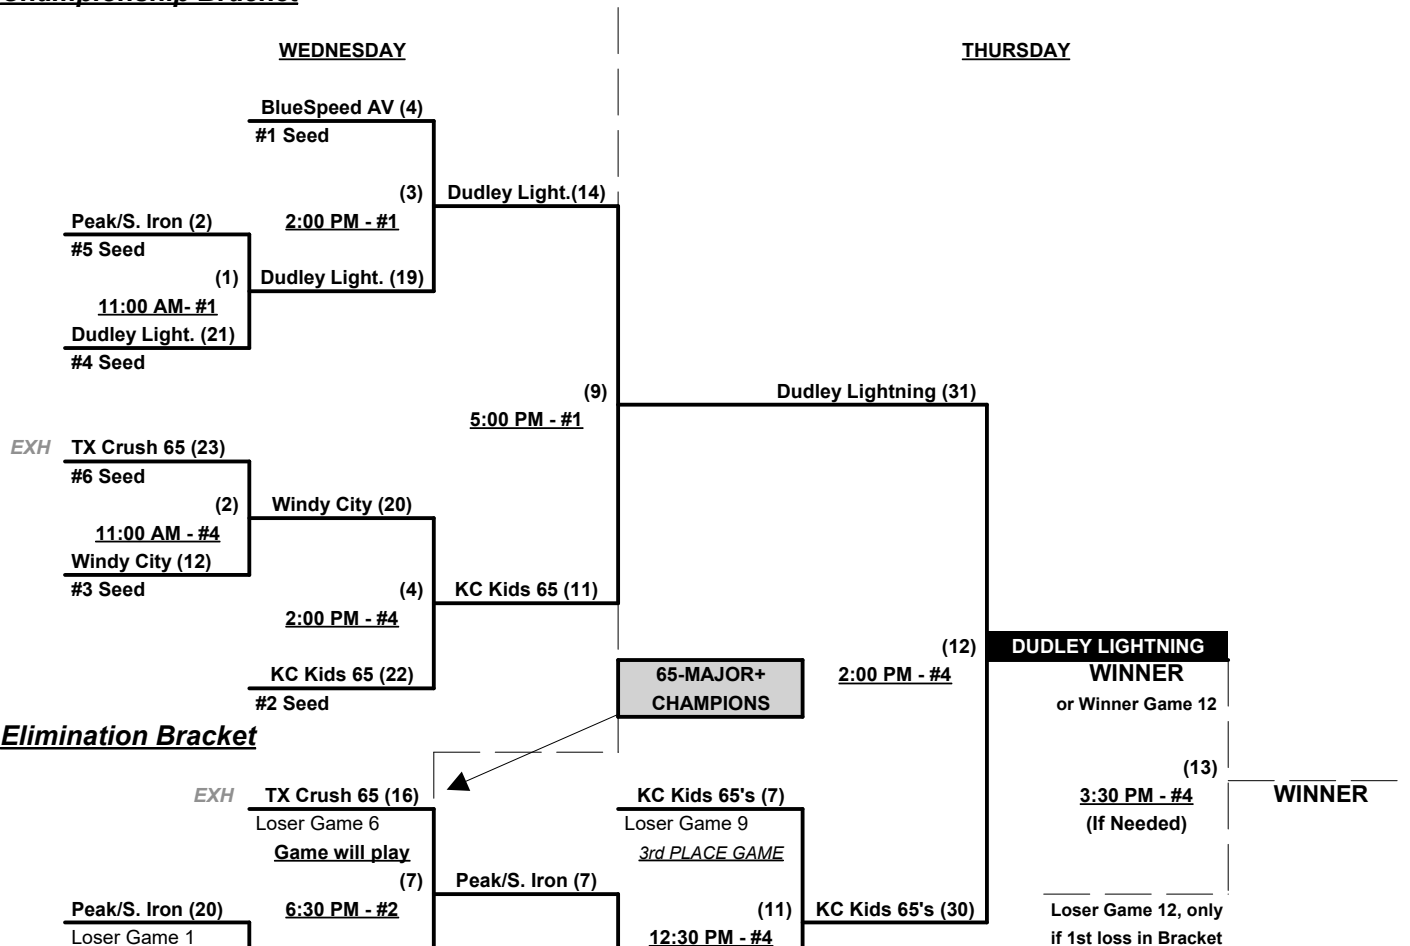 Championship Bracket
WEDNESDAY
THURSDAY
BlueSpeed AV (4)
#1 Seed
(3)
Dudley Light.(14)
Peak/S. Iron (2)
2:00 PM - #1
#5 Seed
(1)
Dudley Light. (19)
11:00 AM- #1
Dudley Light. (21)
#4 Seed
(9)
Dudley Lightning (31)
5:00 PM - #1
EXH
TX Crush 65 (23)
#6 Seed
(2)
Windy City (20)
11:00 AM - #4
Windy City (12)
#3 Seed
(4)
KC Kids 65 (11)
2:00 PM - #4
(12)
DUDLEY LIGHTNING
KC Kids 65 (22)
65-MAJOR+
2:00 PM - #4
WINNER
#2 Seed
CHAMPIONS
or Winner Game 12
Elimination Bracket
(13)
EXH
TX Crush 65 (16)
KC Kids 65's (7)
3:30 PM - #4
WINNER
Loser Game 6
Loser Game 9
(If Needed)
Game will play
3rd PLACE GAME
(7)
Peak/S. Iron (7)
Peak/S. Iron (20)
6:30 PM - #2
(11)
KC Kids 65's (30)
Loser Game 12, only
Loser Game 1
12:30 PM - #4
if 1st loss in Bracket